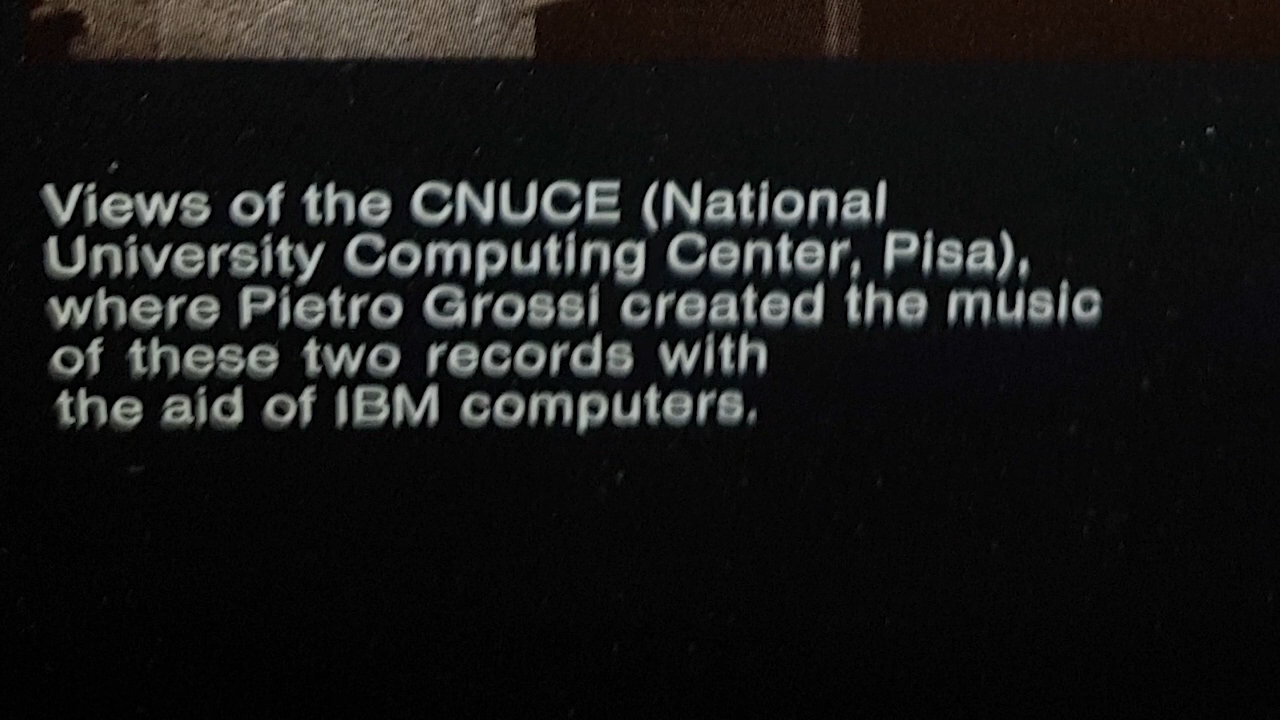 Views of the CNUCE (National
University Computing Center, Pisa),
where Pietro Grossi created the music
of these two records with
the aid of IBM computers.